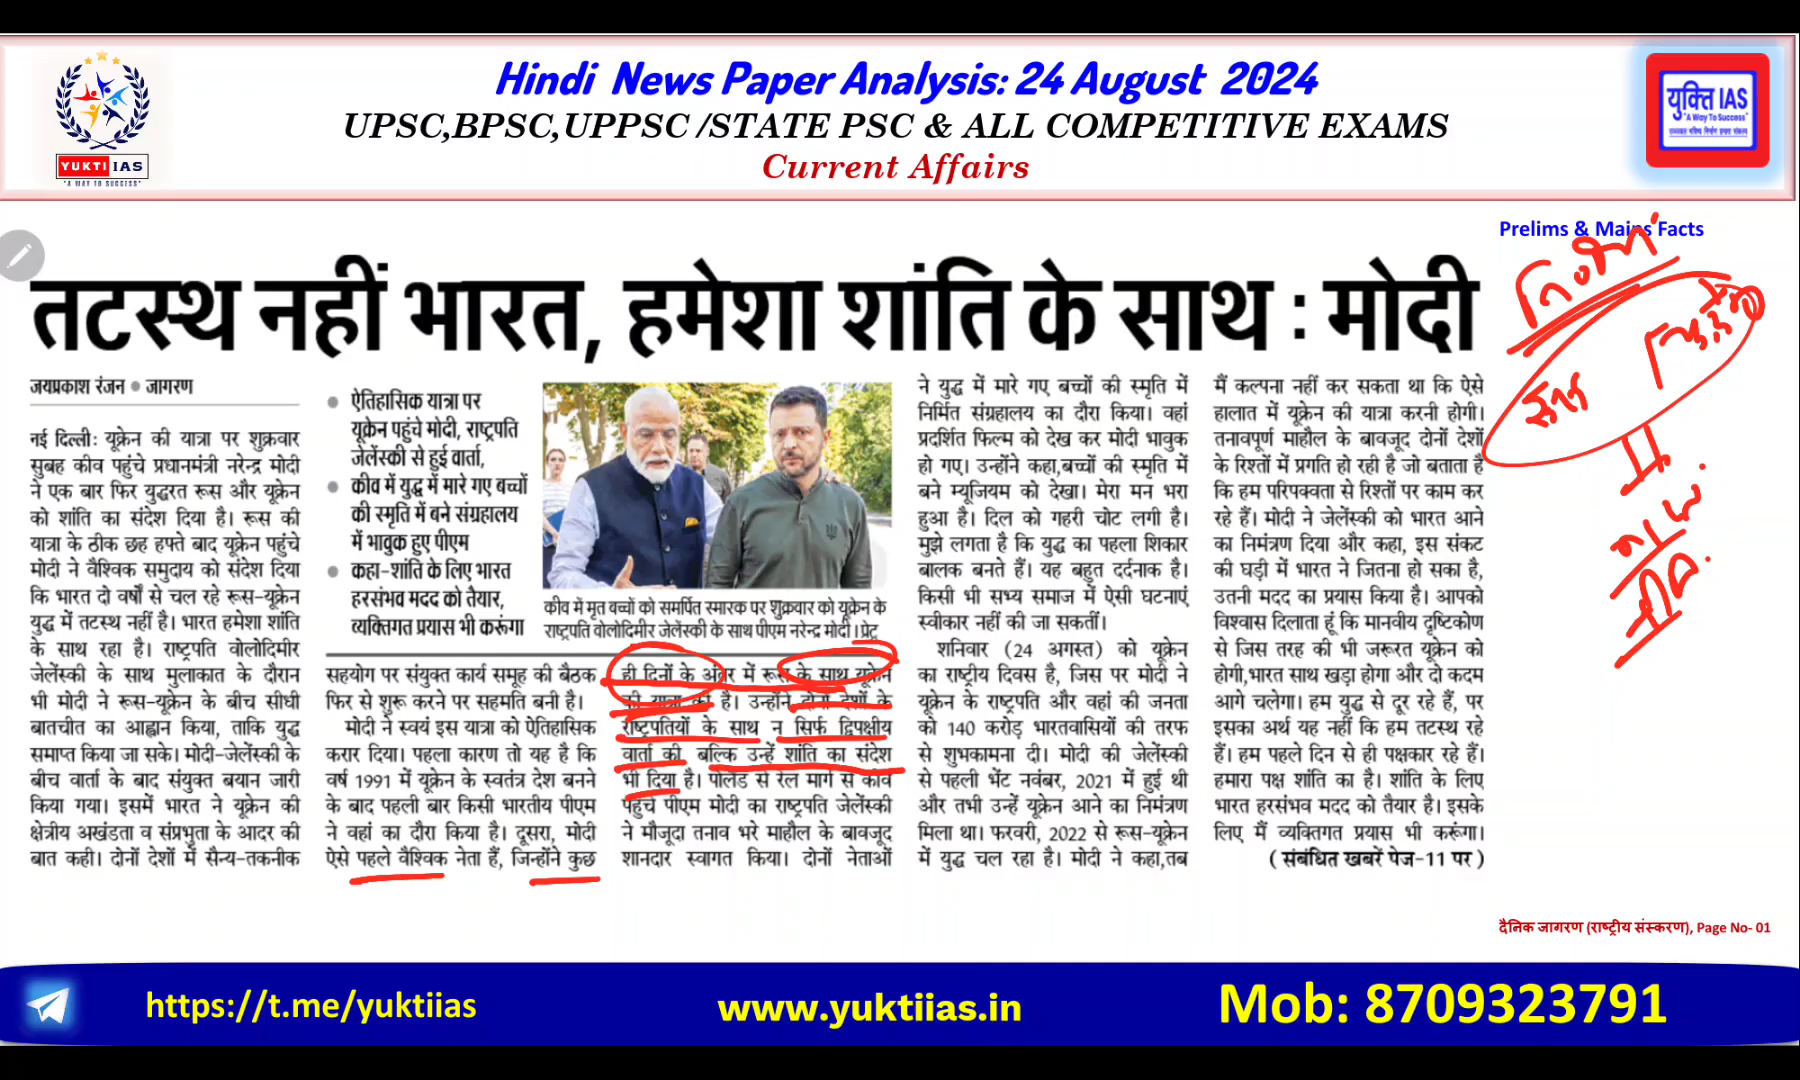 Hindi News Paper Analysis: 24 August 2024
UPSC,BPSC,UPPSC /STATE PSC & ALL COMPETITIVE EXAMS
Current Affairs
YUKTI IAS
"A WAY TO SUCCESS"
युक्ति IAS
"A Way To Success"
Prelims & Mains Facts
तटस्थ नहीं भारत, हमेशा शांति के साथ : मोदी
जयप्रकाश रंजन ● जागरण
नई दिल्ली: यूक्रेन की यात्रा पर शुक्रवार
सुबह कीव पहुंचे प्रधानमंत्री नरेन्द्र मोदी
ने एक बार फिर युद्धरत रूस और यूक्रेन
को शांति का संदेश दिया है। रूस की
यात्रा के ठीक छह हफ्ते बाद यूक्रेन पहुंचे
मोदी ने वैश्विक समुदाय को संदेश दिया
कि भारत दो वर्षों से चल रहे रूस-यूक्रेन
युद्ध में तटस्थ नहीं है। भारत हमेशा शांति
के साथ रहा है। राष्ट्रपति वोलोदिमीर
जेलेंस्की के साथ मुलाकात के दौरान
भी मोदी ने रूस-यूक्रेन के बीच सीधी
बातचीत का आह्वान किया, ताकि युद्ध
समाप्त किया जा सके। मोदी-जेलेंस्की के
बीच वार्ता के बाद संयुक्त बयान जारी
किया गया। इसमें भारत ने यूक्रेन की
क्षेत्रीय अखंडता व संप्रभुता के आदर की
बात कही। दोनों देशों में सैन्य-तकनीक
● ऐतिहासिक यात्रा पर
यूक्रेन पहुंचे मोदी, राष्ट्रपति
जेलेंस्की से हुई वार्ता,
● कीव में युद्ध में मारे गए बच्चों
की स्मृति में बने संग्रहालय
में भावुक हुए पीएम
● कहा-शांति के लिए भारत
हरसंभव मदद को तैयार,
व्यक्तिगत प्रयास भी करूंगा
कीव में मृत बच्चों को समर्पित स्मारक पर शुक्रवार को यूक्रेन के
राष्ट्रपति वोलोदिमीर जेलेंस्की के साथ पीएम नरेन्द्र मोदी। प्रेट्र
सहयोग पर संयुक्त कार्य समूह की बैठक
फिर से शुरू करने पर सहमति बनी है।
मोदी ने स्वयं इस यात्रा को ऐतिहासिक
करार दिया। पहला कारण तो यह है कि
वर्ष 1991 में यूक्रेन के स्वतंत्र देश बनने
के बाद पहली बार किसी भारतीय पीएम
ने वहां का दौरा किया है। दूसरा, मोदी
ऐसे पहले वैश्विक नेता हैं, जिन्होंने कुछ
ही दिनों के अंतर में रूस के साथ यूक्रेन
की यात्रा की है। उन्होंने दोनों देशों के
राष्ट्रपतियों के साथ न सिर्फ द्विपक्षीय
वार्ता की बल्कि उन्हें शांति का संदेश
भी दिया है। पोलैंड से रेल मार्ग से कीव
पहुंचे पीएम मोदी का राष्ट्रपति जेलेंस्की
ने मौजूदा तनाव भरे माहौल के बावजूद
शानदार स्वागत किया। दोनों नेताओं
ने युद्ध में मारे गए बच्चों की स्मृति में
निर्मित संग्रहालय का दौरा किया। वहां
प्रदर्शित फिल्म को देख कर मोदी भावुक
हो गए। उन्होंने कहा,बच्चों की स्मृति में
बने म्यूजियम को देखा। मेरा मन भरा
हुआ है। दिल को गहरी चोट लगी है।
मुझे लगता है कि युद्ध का पहला शिकार
बालक बनते हैं। यह बहुत दर्दनाक है।
किसी भी सभ्य समाज में ऐसी घटनाएं
स्वीकार नहीं की जा सकतीं।
शनिवार (24 अगस्त) को यूक्रेन
का राष्ट्रीय दिवस है, जिस पर मोदी ने
यूक्रेन के राष्ट्रपति और वहां की जनता
को 140 करोड़ भारतवासियों की तरफ
से शुभकामना दी। मोदी की जेलेंस्की
से पहली भेंट नवंबर, 2021 में हुई थी
और तभी उन्हें यूक्रेन आने का निमंत्रण
मिला था। फरवरी, 2022 से रूस-यूक्रेन
में युद्ध चल रहा है। मोदी ने कहा,तब
मैं कल्पना नहीं कर सकता था कि ऐसे
हालात में यूक्रेन की यात्रा करनी होगी।
तनावपूर्ण माहौल के बावजूद दोनों देशों
के रिश्तों में प्रगति हो रही है जो बताता है
कि हम परिपक्वता से रिश्तों पर काम कर
रहे हैं। मोदी ने जेलेंस्की को भारत आने
का निमंत्रण दिया और कहा, इस संकट
की घड़ी में भारत ने जितना हो सका है,
उतनी मदद का प्रयास किया है। आपको
विश्वास दिलाता हूं कि मानवीय दृष्टिकोण
से जिस तरह की भी जरूरत यूक्रेन को
होगी,भारत साथ खड़ा होगा और दो कदम
आगे चलेगा। हम युद्ध से दूर रहे हैं, पर
इसका अर्थ यह नहीं कि हम तटस्थ रहे
हैं। हम पहले दिन से ही पक्षकार रहे हैं।
हमारा पक्ष शांति का है। शांति के लिए
भारत हरसंभव मदद को तैयार है। इसके
लिए मैं व्यक्तिगत प्रयास भी करूंगा।
(संबंधित खबरें पेज-11 पर)
रूस
दैनिक जागरण (राष्ट्रीय संस्करण), Page No- 01
https://t.me/yuktiias
www.yuktiias.in
Mob: 8709323791